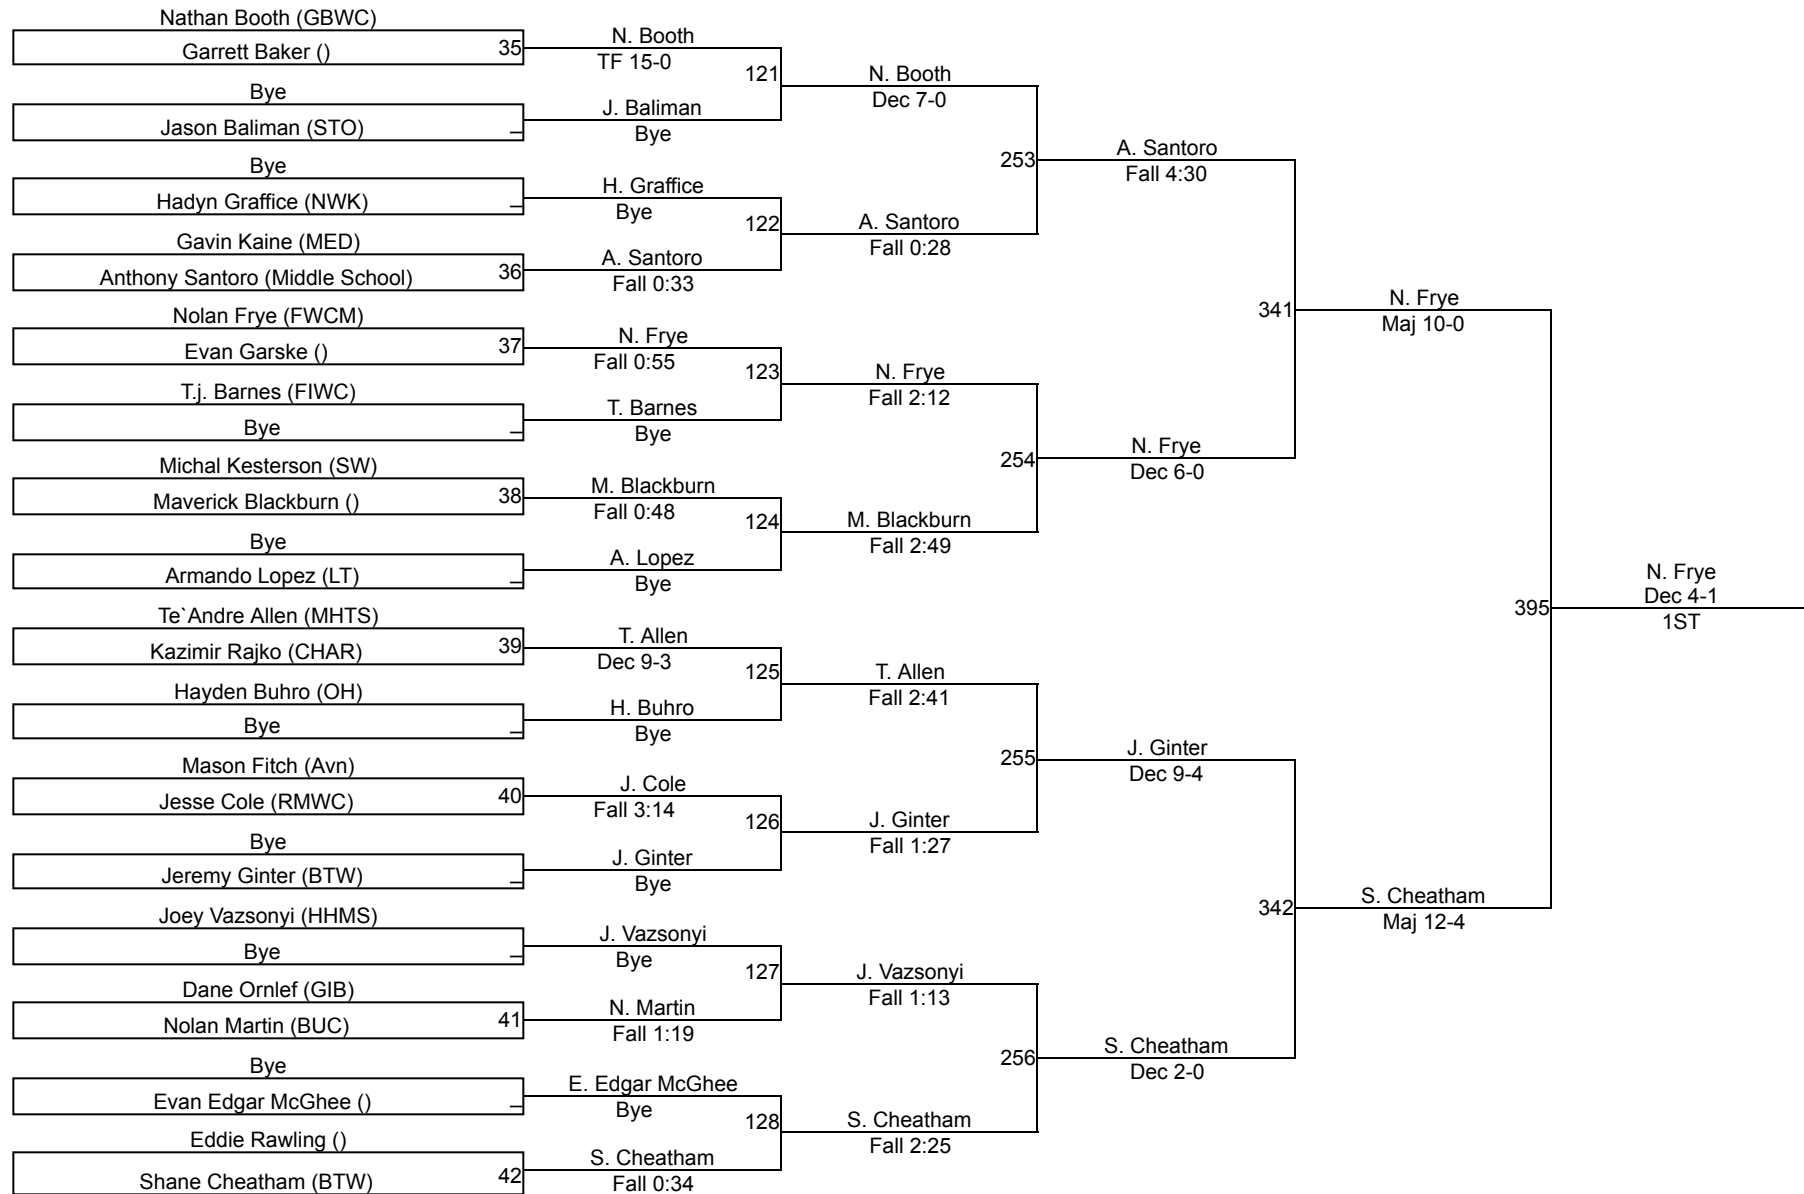 Nathan Booth (GBWC)
Garrett Baker () 35
Bye
Jason Baliman (STO) _
Bye
Hadyn Graffice (NWK) _
Gavin Kaine (MED)
Anthony Santoro (Middle School) 36
Nolan Frye (FWCM)
Evan Garske () 37
T.j. Barnes (FIWC)
Bye _
Michal Kesterson (SW)
Maverick Blackburn () 38
Bye
Armando Lopez (LT) _
Te`Andre Allen (MHTS)
Kazimir Rajko (CHAR) 39
Hayden Buhro (OH)
Bye _
Mason Fitch (Avn)
Jesse Cole (RMWC) 40
Bye
Jeremy Ginter (BTW) _
Joey Vazsonyi (HHMS)
Bye _
Dane Ornlef (GIB)
Nolan Martin (BUC) 41
Bye
Evan Edgar McGhee () _
Eddie Rawling ()
Shane Cheatham (BTW) 42
N. Booth
TF 15-0
121
J. Baliman
Bye
H. Graffice
Bye
122
A. Santoro
Fall 0:33
N. Frye
Fall 0:55
123
T. Barnes
Bye
M. Blackburn
Fall 0:48
124
A. Lopez
Bye
T. Allen
Dec 9-3
125
H. Buhro
Bye
J. Cole
Fall 3:14
126
J. Ginter
Bye
J. Vazsonyi
Bye
127
N. Martin
Fall 1:19
E. Edgar McGhee
Bye
128
S. Cheatham
Fall 0:34
N. Booth
Dec 7-0
253
A. Santoro
Fall 0:28
N. Frye
Fall 2:12
254
M. Blackburn
Fall 2:49
T. Allen
Fall 2:41
255
J. Ginter
Fall 1:27
J. Vazsonyi
Fall 1:13
256
S. Cheatham
Fall 2:25
A. Santoro
Fall 4:30
341
N. Frye
Dec 6-0
J. Ginter
Dec 9-4
342
S. Cheatham
Dec 2-0
N. Frye
Maj 10-0
395
S. Cheatham
Maj 12-4
N. Frye
Dec 4-1
1ST